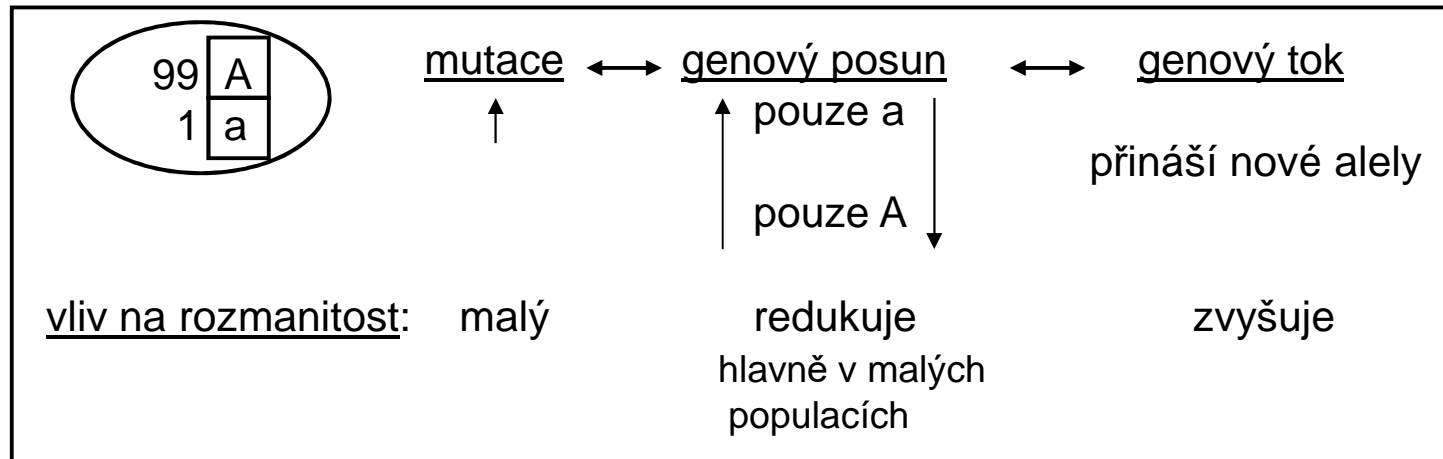 99 A mutace genový posun genový tok
1 a pouze a
přináší nové alely
pouze A
vliv na rozmanitost: malý redukuje zvyšuje
hlavně v malých
populacích